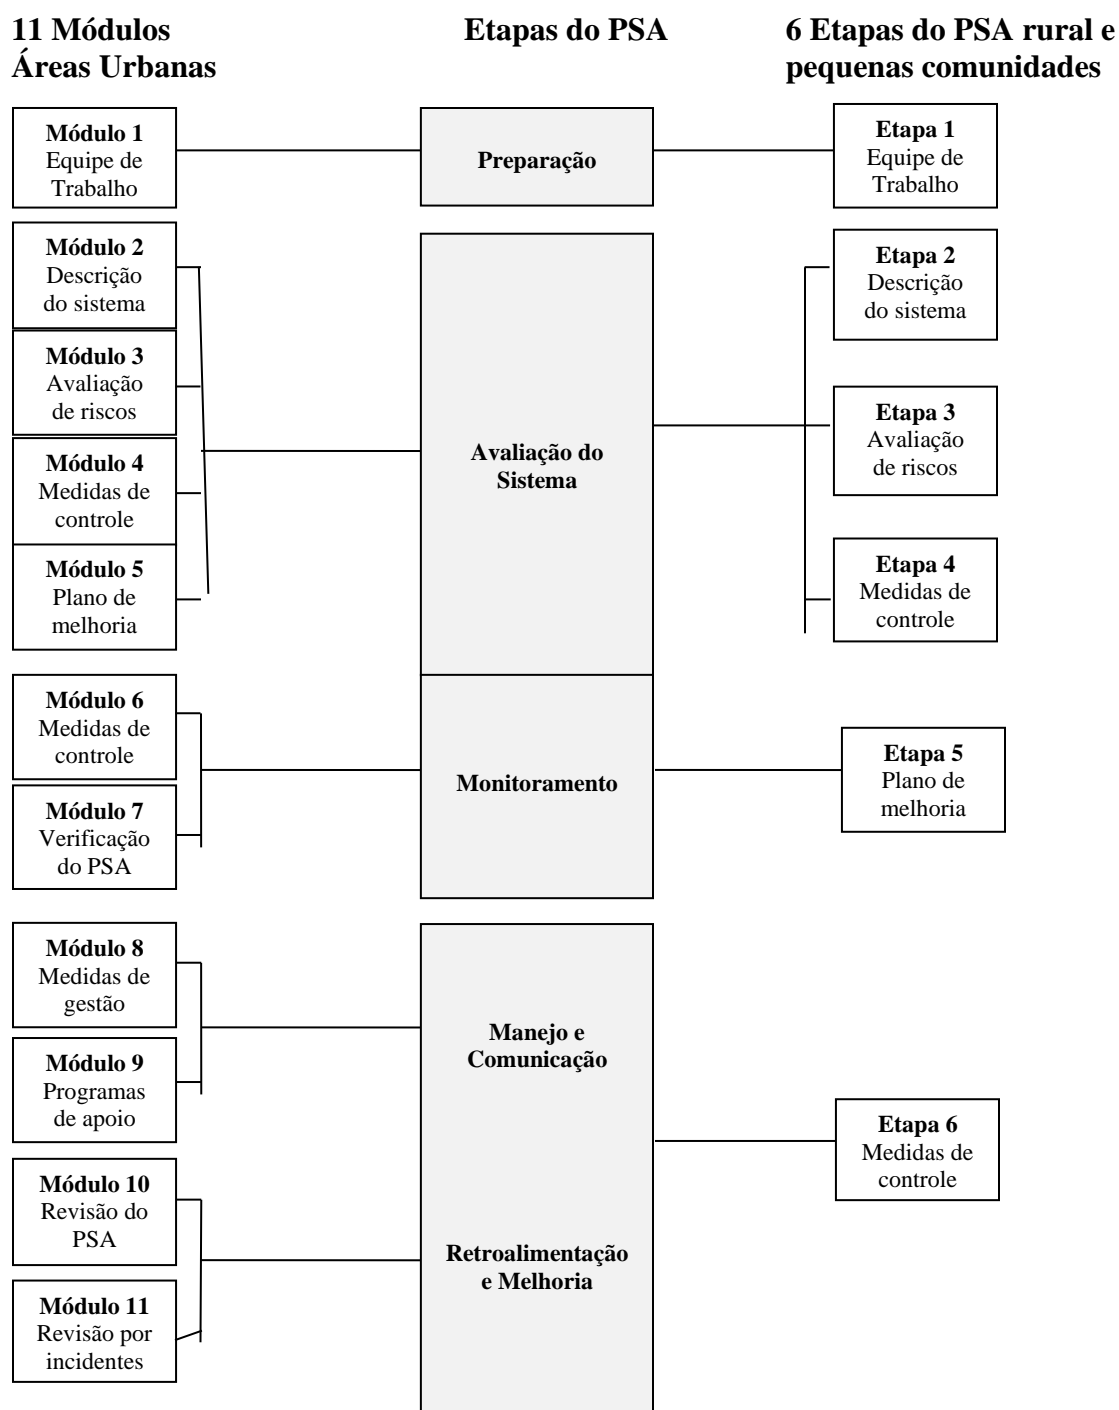 11 Módulos
Áreas Urbanas
Etapas do PSA
6 Etapas do PSA rural e
pequenas comunidades
Módulo 1
Equipe de
Trabalho
Preparação
Etapa 1
Equipe de
Trabalho
Módulo 2
Descrição
do sistema
Módulo 3
Avaliação
de riscos
Módulo 4
Medidas de
controle
Módulo 5
Plano de
melhoria
Avaliação do
Sistema
Etapa 2
Descrição
do sistema
Etapa 3
Avaliação
de riscos
Etapa 4
Medidas de
controle
Módulo 6
Medidas de
controle
Módulo 7
Verificação
do PSA
Monitoramento
Etapa 5
Plano de
melhoria
Módulo 8
Medidas de
gestão
Módulo 9
Programas
de apoio
Manejo e
Comunicação
Módulo 10
Revisão do
PSA
Módulo 11
Revisão por
incidentes
Retroalimentação
e Melhoria
Etapa 6
Medidas de
controle